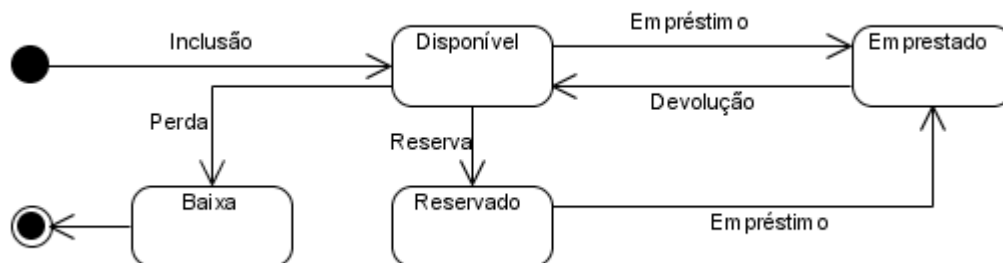 Inclusão
Disponível
Empréstimo
Emprestado
Devolução
Perda
Reserva
Baixa
Reservado
Empréstimo